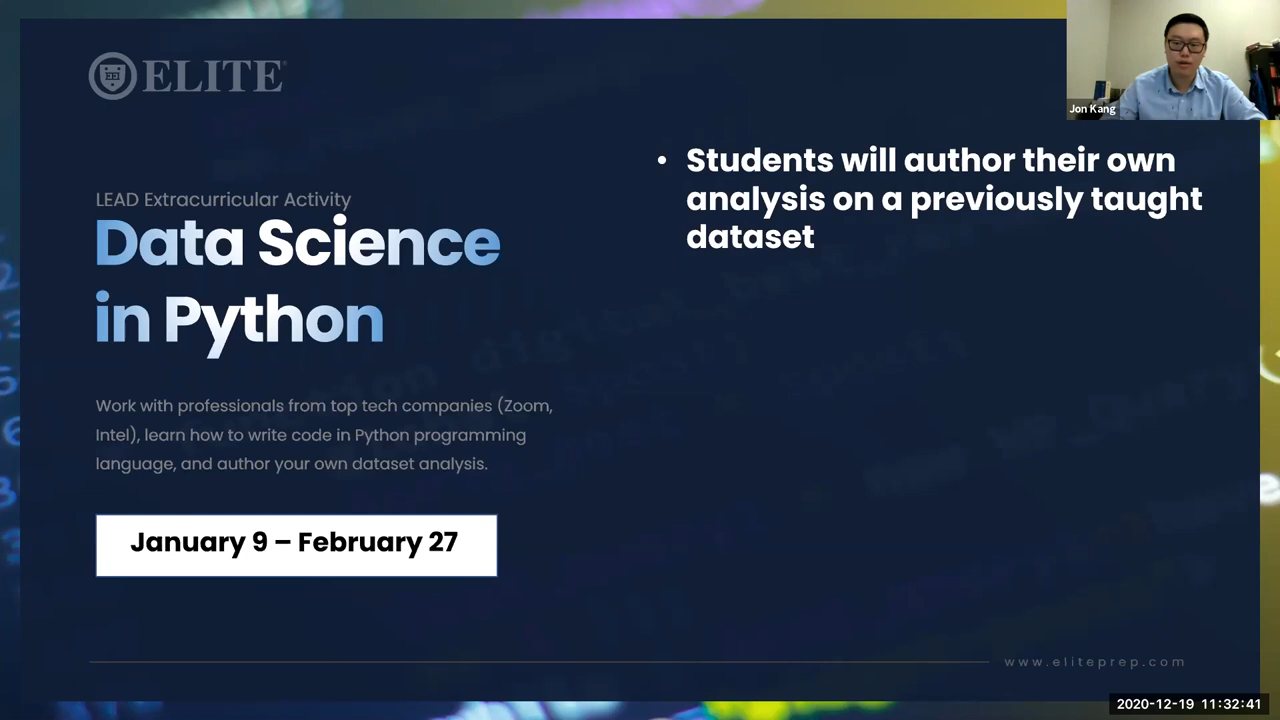 EEI ELITE®
Jon Kang
LEAD Extracurricular Activity
Data Science
in Python
Work with professionals from top tech companies (Zoom,
Intel), learn how to write code in Python programming
language, and author your own dataset analysis.
January 9 – February 27
• Students will author their own
analysis on a previously taught
dataset
www.eliteprep.com
2020-12-19 11:32:41